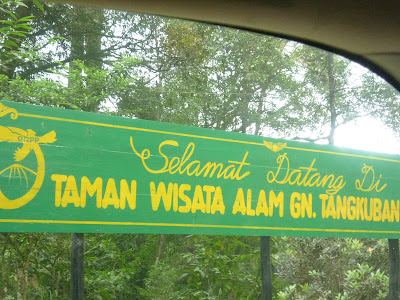 Selamat Datang Di
TAMAN WISATA ALAM GN. TANGKUBAN